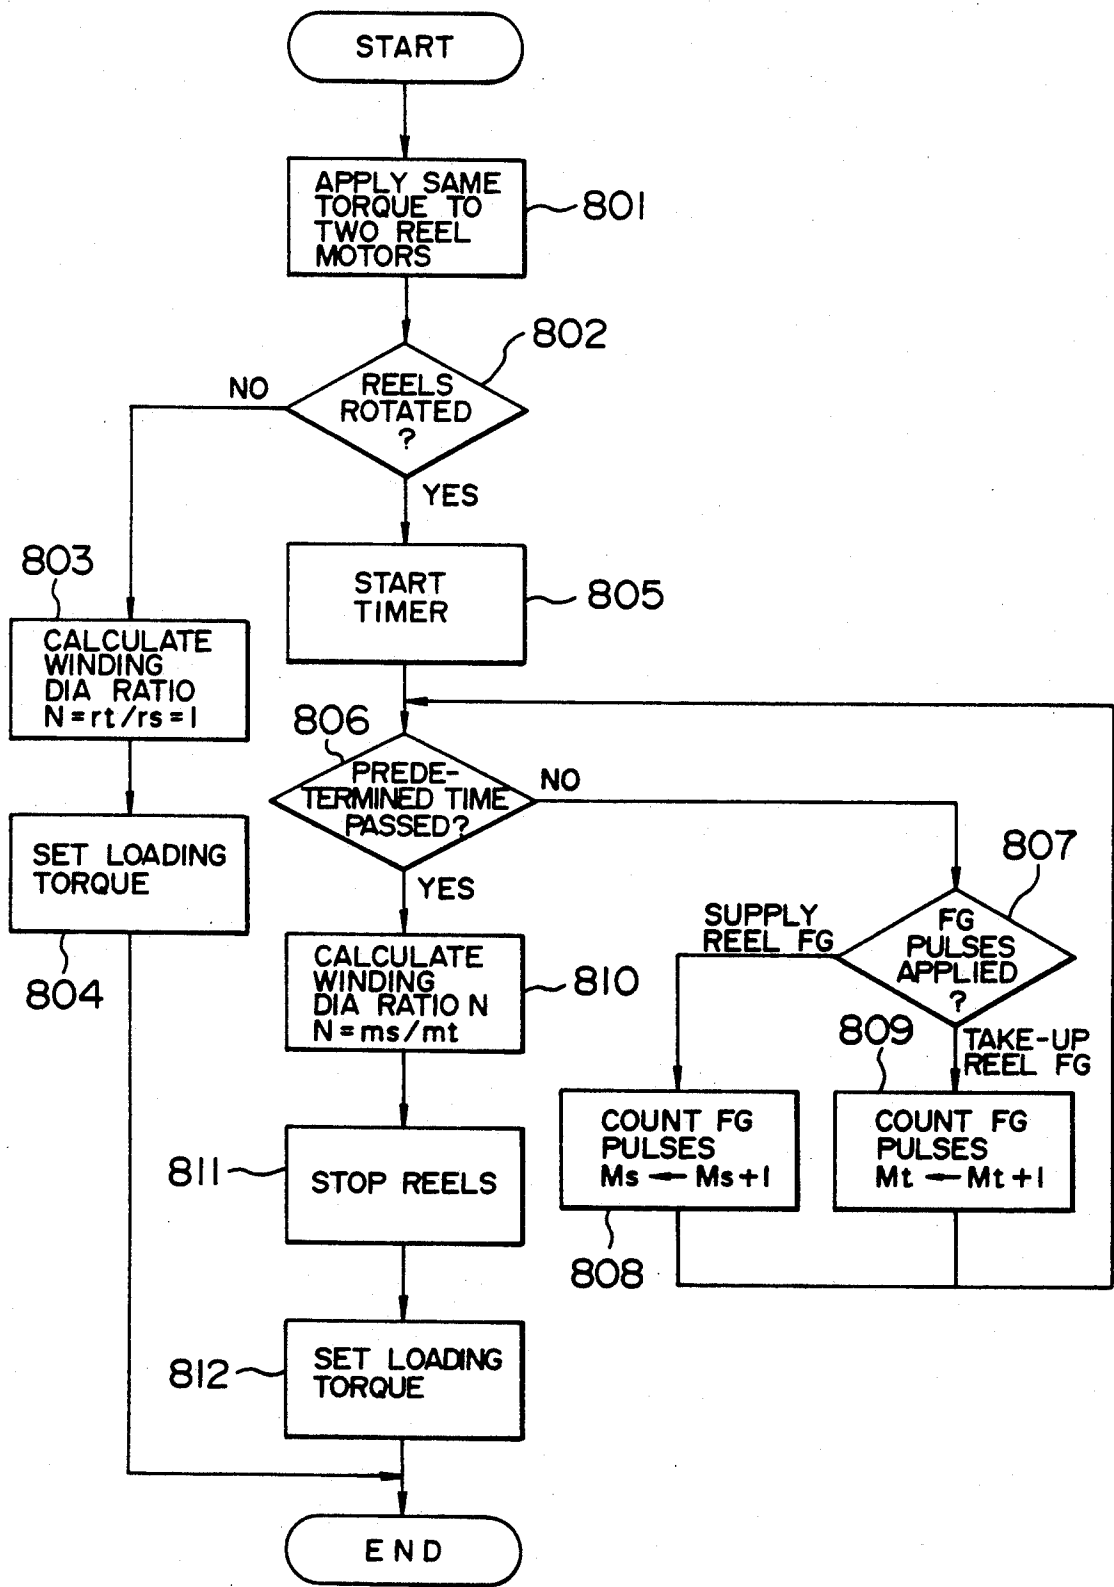 START
APPLY SAME
TORQUE TO
TWO REEL
MOTORS
801
802
REELS
ROTATED
?
NO
YES
803
CALCULATE
WINDING
DIA RATIO
N=rt/rs=1
START
TIMER
805
806
PREDE-
TERMINED TIME
PASSED?
NO
YES
SET LOADING
TORQUE
804
807
FG
PULSES
APPLIED
?
SUPPLY
REEL FG
TAKE-UP
REEL FG
CALCULATE
WINDING
DIA RATIO N
N=ms/mt
810
809
COUNT FG
PULSES
Ms ← Ms+1
808
COUNT FG
PULSES
Mt ← Mt+1
811
STOP REELS
812
SET LOADING
TORQUE
END